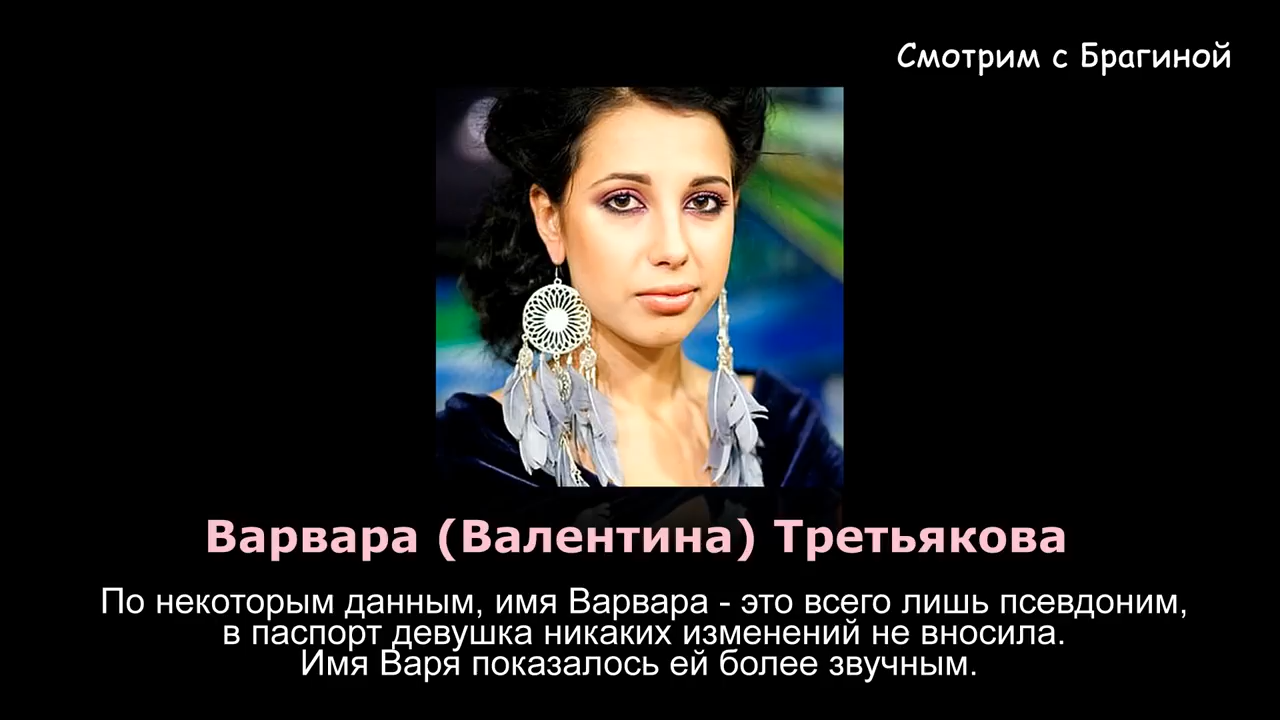 Смотрим с Брагиной
Варвара (Валентина) Третьякова
По некоторым данным, имя Варвара - это всего лишь псевдоним,
в паспорт девушка никаких изменений не вносила.
Имя Варя показалось ей более звучным.